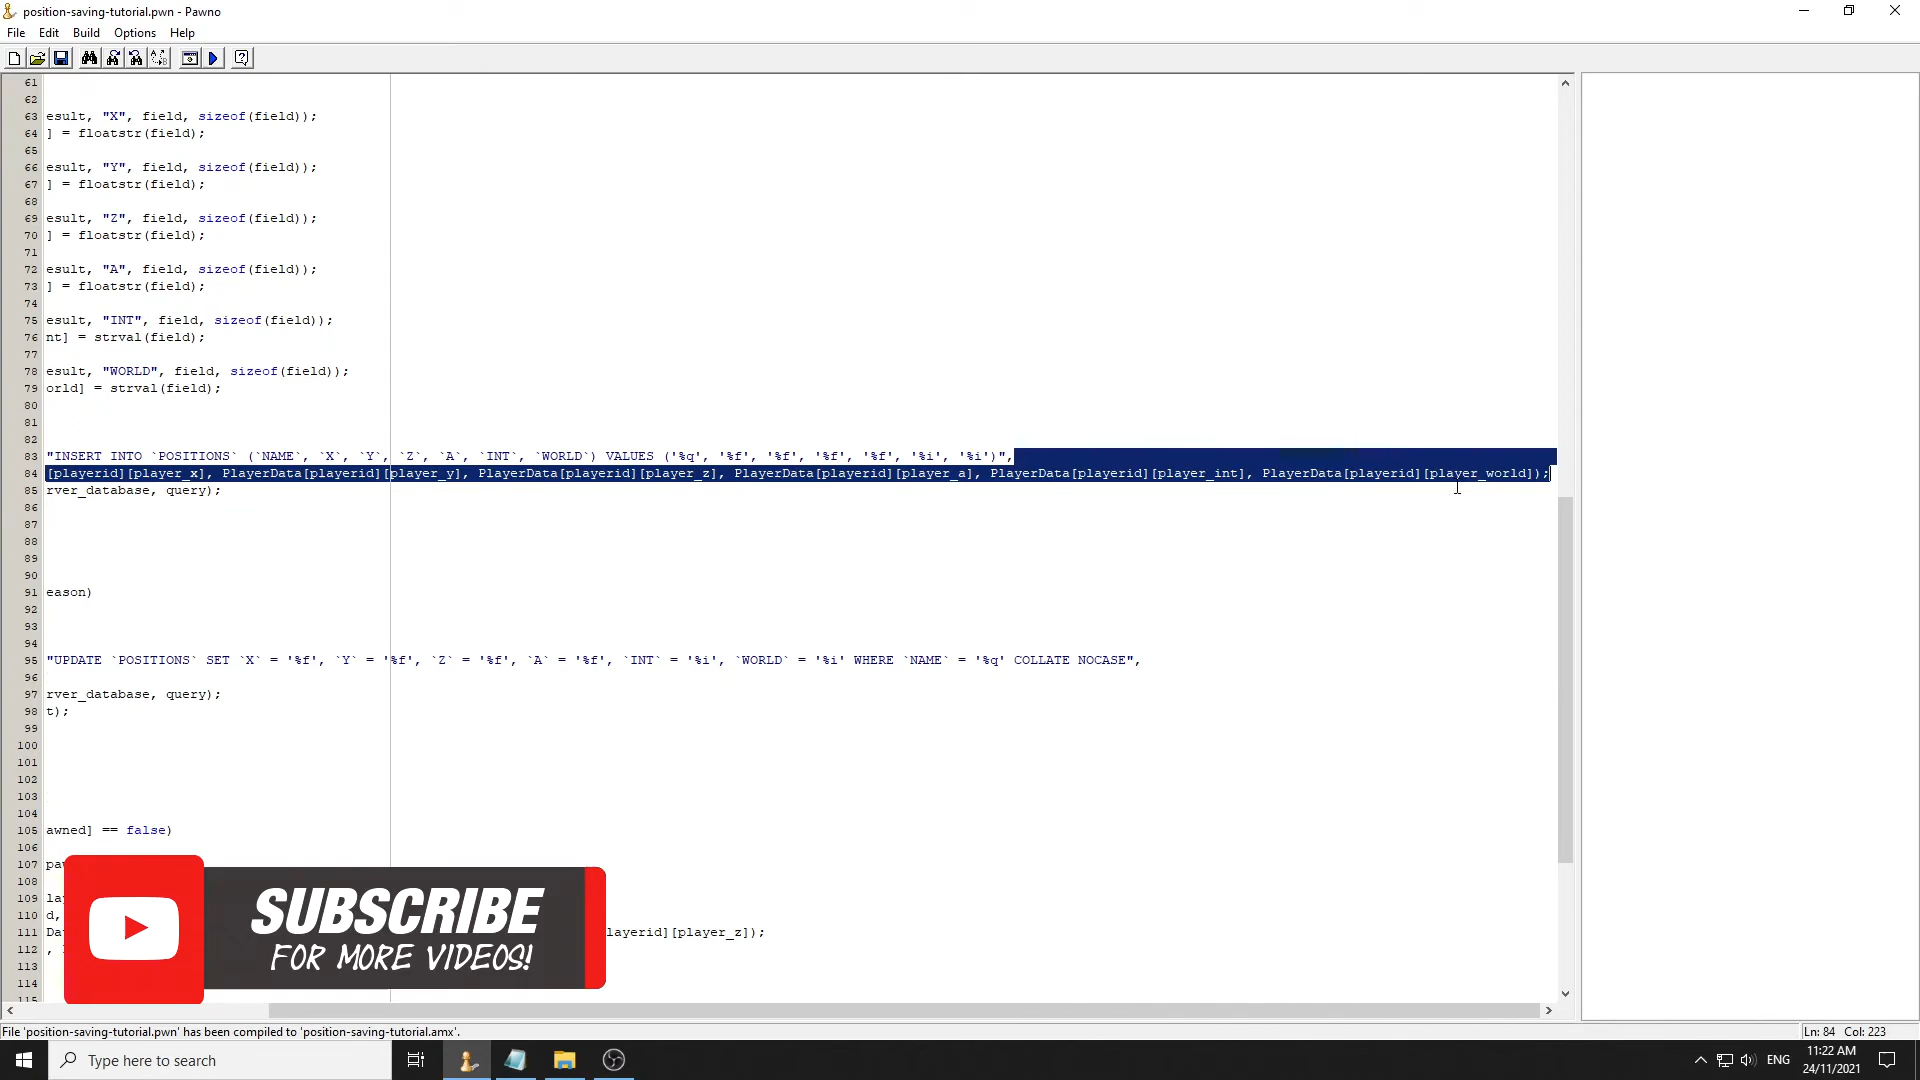 position-saving-tutorial.pwn - Pawno
File Edit Build Options Help
61
62
63 esult, "X", field, sizeof(field));
64 ] = floatstr(field);
65
66 esult, "Y", field, sizeof(field));
67 ] = floatstr(field);
68
69 esult, "Z", field, sizeof(field));
70 ] = floatstr(field);
71
72 esult, "A", field, sizeof(field));
73 ] = floatstr(field);
74
75 esult, "INT", field, sizeof(field));
76 nt] = strval(field);
77
78 esult, "WORLD", field, sizeof(field));
79 orld] = strval(field);
80
81
82
83 "INSERT INTO `POSITIONS` (`NAME`, `X`, `Y`, `Z`, `A`, `INT`, `WORLD`) VALUES ('%q', '%f', '%f', '%f', '%f', '%i', '%i')",
84 [playerid][player_x], PlayerData[playerid][player_y], PlayerData[playerid][player_z], PlayerData[playerid][player_a], PlayerData[playerid][player_int], PlayerData[playerid][player_world]);
85 rver_database, query);
86
87
88
89
90
91 eason)
92
93
94
95 "UPDATE `POSITIONS` SET `X` = '%f', `Y` = '%f', `Z` = '%f', `A` = '%f', `INT` = '%i', `WORLD` = '%i' WHERE `NAME` = '%q' COLLATE NOCASE",
96
97 rver_database, query);
98 t);
99
100
101
102
103
104
105 awned] == false)
106
107 pa
108
109 la
110 d,
111 Da layerid][player_z]);
112 ,
113
114
115
SUBSCRIBE
FOR MORE VIDEOS!
File 'position-saving-tutorial.pwn' has been compiled to 'position-saving-tutorial.amx'.
Ln: 84 Col: 223
Type here to search
ENG
11:22 AM
24/11/2021